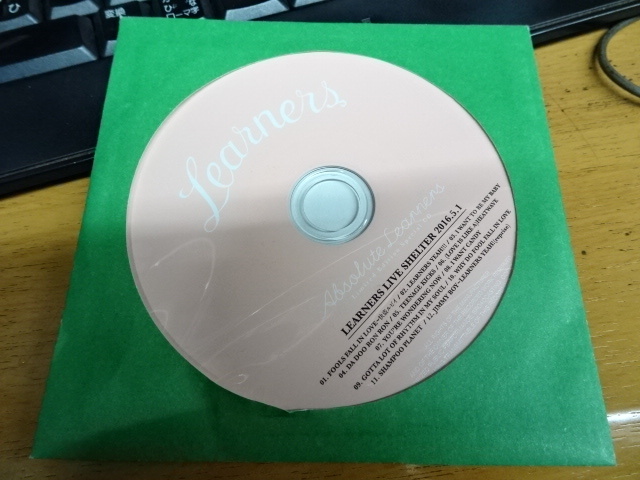 Learners
Absolute Learners
LEARNERS LIVE SHELTER 2016.5.1
01. FOOLS FALL IN LOVE / 02. LEARNERS YEAH!!! / 03. I WANT TO BE MY BABY
04. DA DOO RON RON / 05. TEENAGE KICKS / 06. (LOVE IS LIKE A)HEATWAVE
07. YOU'RE WONDERING NOW / 08. I WANT CANDY
09. GOTTA LOT OF RHYTHM IN MY SOUL / 10. WHY DO FOOL FALL IN LOVE
11. SHAMPOO PLANET / 12. JIMMY BOY~LEARNERS YEAH!!(reprise)
変換